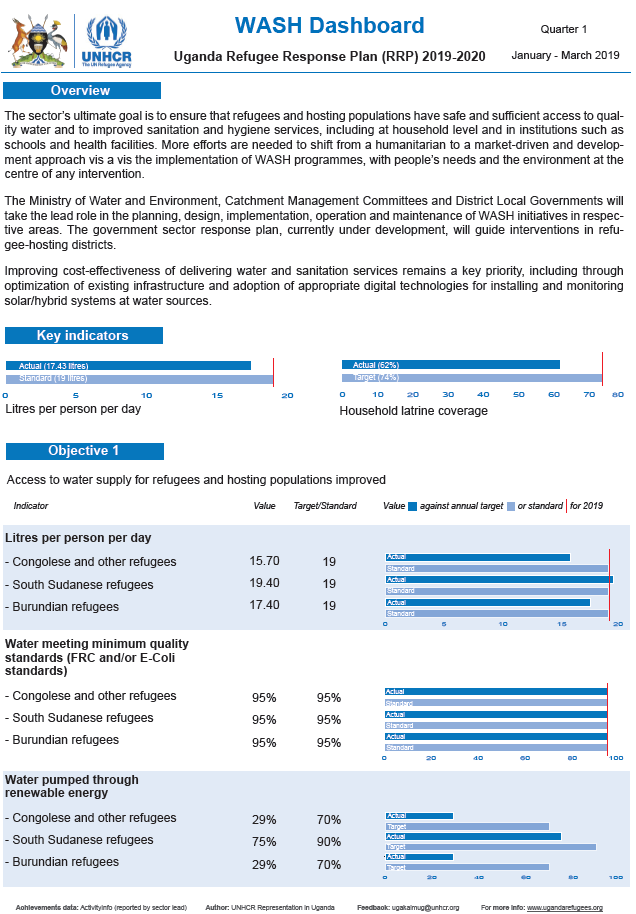 WASH Dashboard
Quarter 1
UNHCR
The UN Refugee Agency
Uganda Refugee Response Plan (RRP) 2019-2020
January - March 2019
Overview
The sector's ultimate goal is to ensure that refugees and hosting populations have safe and sufficient access to qual-
ity water and to improved sanitation and hygiene services, including at household level and in institutions such as
schools and health facilities. More efforts are needed to shift from a humanitarian to a market-driven and develop-
ment approach vis a vis the implementation of WASH programmes, with people's needs and the environment at the
centre of any intervention.
The Ministry of Water and Environment, Catchment Management Committees and District Local Governments will
take the lead role in the planning, design, implementation, operation and maintenance of WASH initiatives in respec-
tive areas. The government sector response plan, currently under development, will guide interventions in refu-
gee-hosting districts.
Improving cost-effectiveness of delivering water and sanitation services remains a key priority, including through
optimization of existing infrastructure and adoption of appropriate digital technologies for installing and monitoring
solar/hybrid systems at water sources.
Key indicators
Actual (17.43 litres)
Standard (19 litres)
0 5 10 15 20
Litres per person per day
Actual (62%)
Target (74%)
0 10 20 30 40 50 60 70 80
Household latrine coverage
Objective 1
Access to water supply for refugees and hosting populations improved
Indicator Value Target/Standard Value against annual target or standard for 2019
Litres per person per day
- Congolese and other refugees 15.70 19 Actual
Standard
- South Sudanese refugees 19.40 19 Actual
Standard
- Burundian refugees 17.40 19 Actual
Standard
0 5 10 15 20
Water meeting minimum quality
standards (FRC and/or E-Coli
standards)
- Congolese and other refugees 95% 95% Actual
Standard
- South Sudanese refugees 95% 95% Actual
Standard
- Burundian refugees 95% 95% Actual
Standard
0 20 40 60 80 100
Water pumped through
renewable energy
- Congolese and other refugees 29% 70% Actual
Target
- South Sudanese refugees 75% 90% Actual
Target
- Burundian refugees 29% 70% Actual
Target
0 20 40 60 80 100
Achievements data: ActivityInfo (reported by sector lead) Author: UNHCR Representation in Uganda Feedback: ugakaimug@unhcr.org For more info: www.ugandarefugees.org